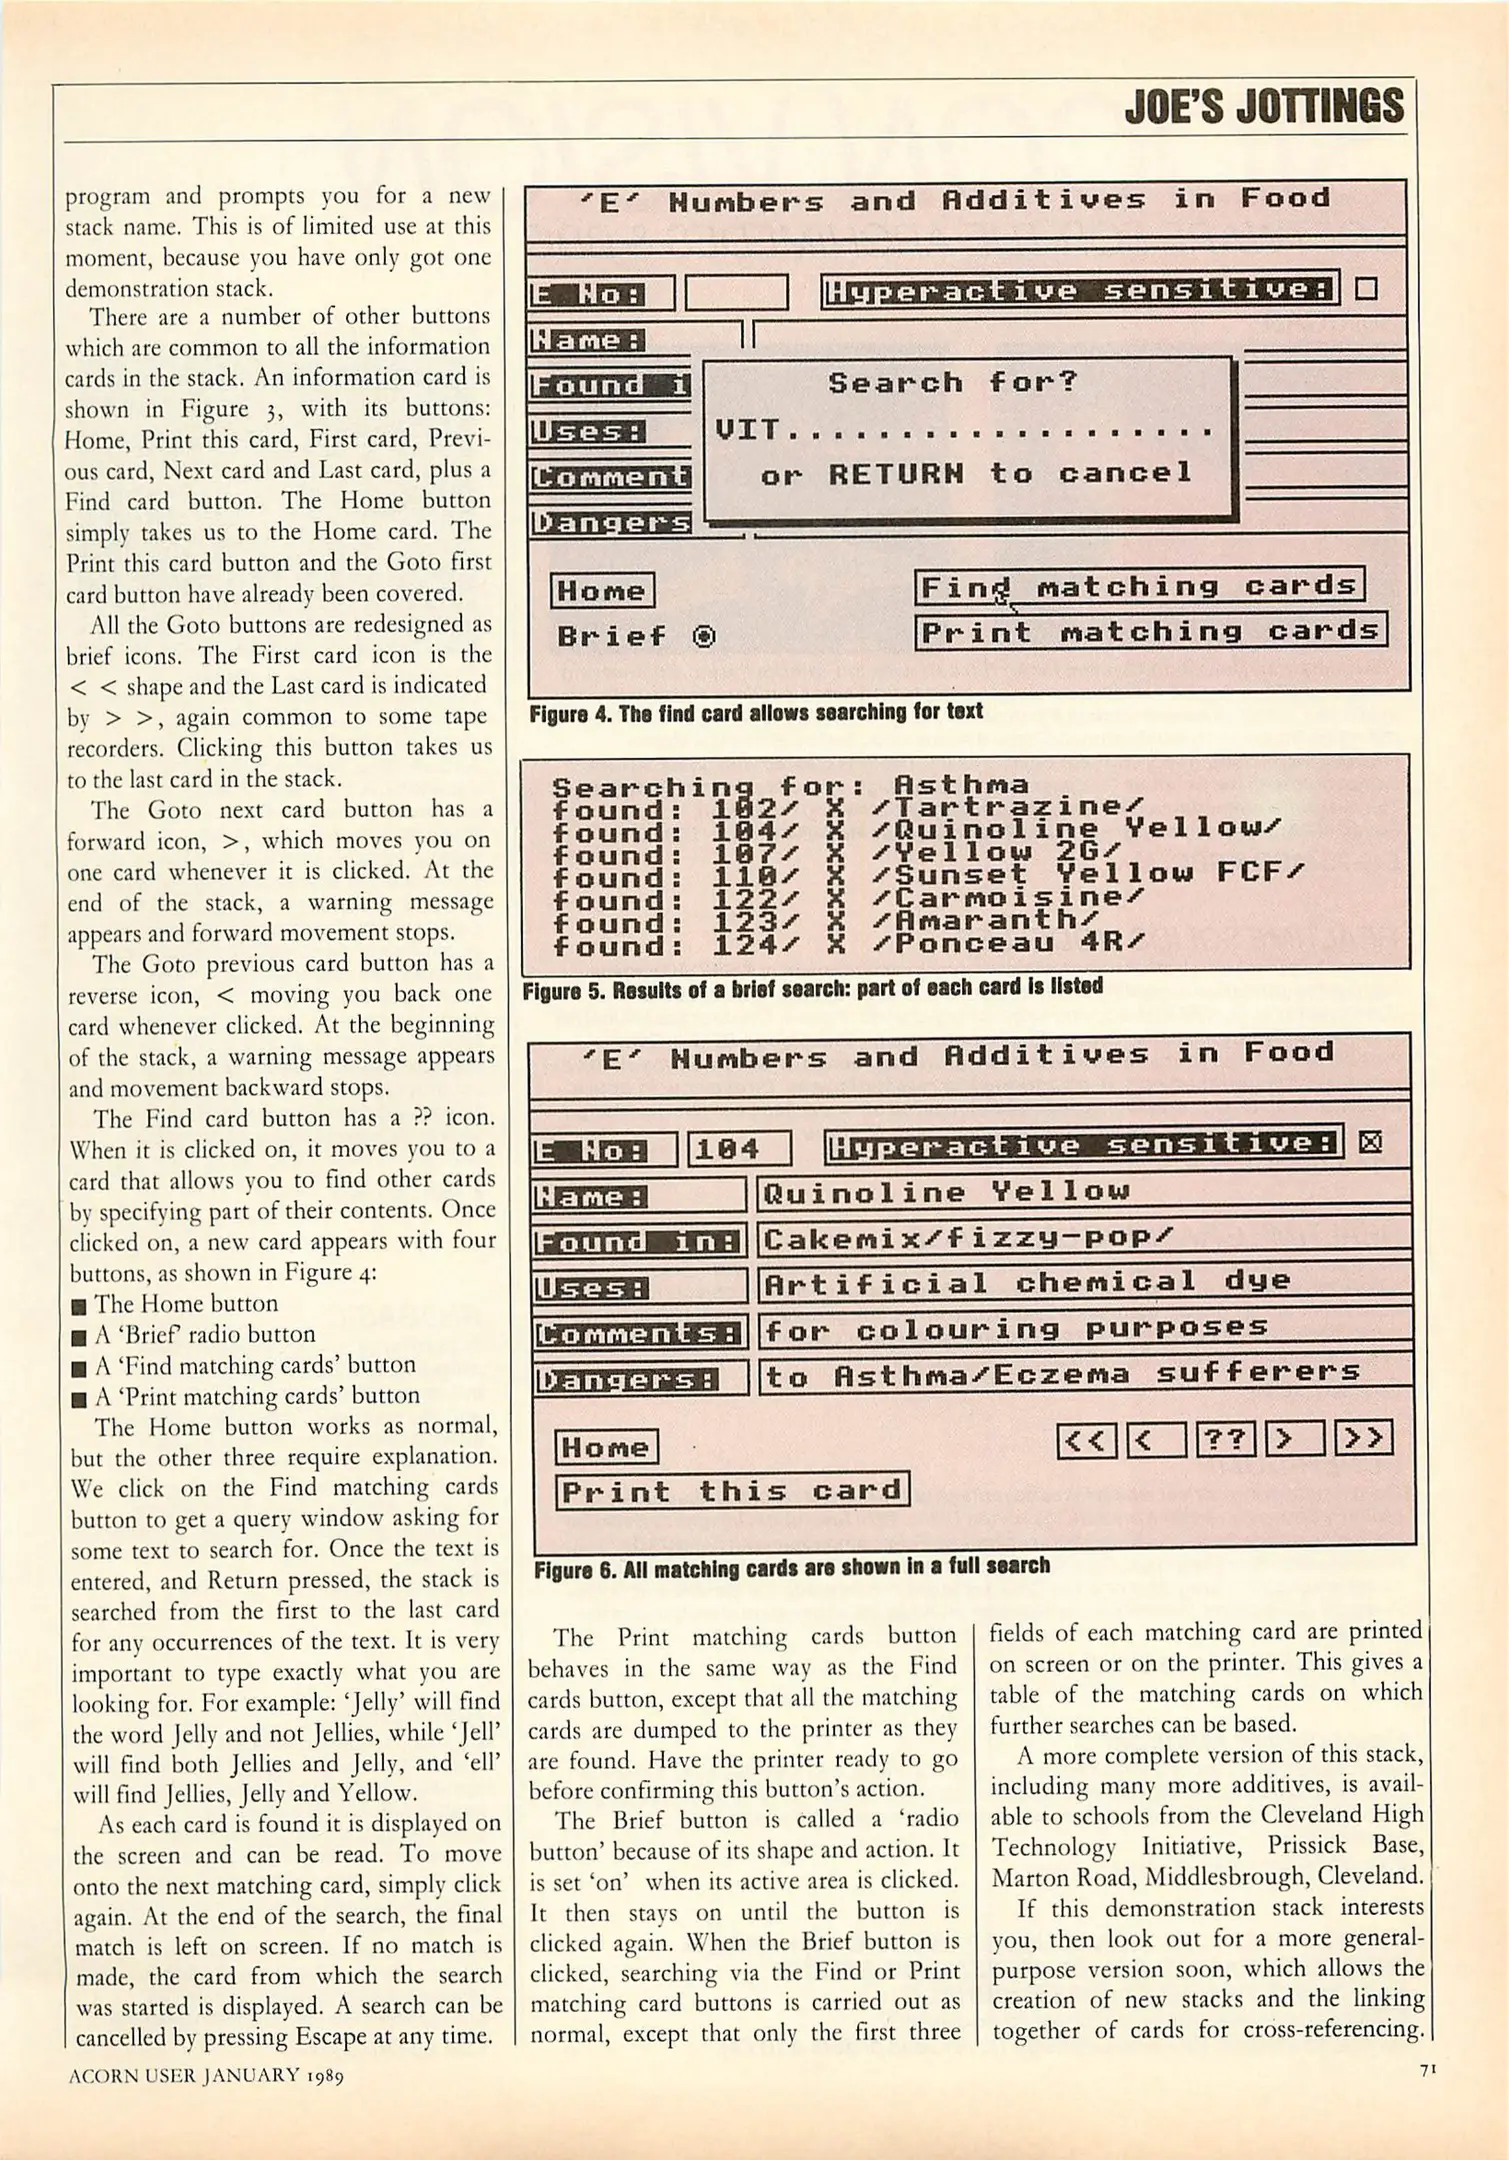 JOE'S JOTTINGS
program and prompts you for a new
stack name. This is of limited use at this
moment, because you have only got one
demonstration stack.
There are a number of other buttons
which are common to all the information
cards in the stack. An information card is
shown in Figure 3, with its buttons:
Home, Print this card, First card, Previ-
ous card, Next card and Last card, plus a
Find card button. The Home button
simply takes us to the Home card. The
Print this card button and the Goto first
card button have already been covered.
All the Goto buttons are redesigned as
brief icons. The First card icon is the
< < shape and the Last card is indicated
by > >, again common to some tape
recorders. Clicking this button takes us
to the last card in the stack.
The Goto next card button has a
forward icon, >, which moves you on
one card whenever it is clicked. At the
end of the stack, a warning message
appears and forward movement stops.
The Goto previous card button has a
reverse icon, < moving you back one
card whenever clicked. At the beginning
of the stack, a warning message appears
and movement backward stops.
The Find card button has a ?? icon.
When it is clicked on, it moves you to a
card that allows you to find other cards
by specifying part of their contents. Once
clicked on, a new card appears with four
buttons, as shown in Figure 4:
■ The Home button
■ A 'Brief' radio button
■ A 'Find matching cards' button
■ A 'Print matching cards' button
The Home button works as normal,
but the other three require explanation.
We click on the Find matching cards
button to get a query window asking for
some text to search for. Once the text is
entered, and Return pressed, the stack is
searched from the first to the last card
for any occurrences of the text. It is very
important to type exactly what you are
looking for. For example: 'Jelly' will find
the word Jelly and not Jellies, while 'Jell'
will find both Jellies and Jelly, and 'ell'
will find Jellies, Jelly and Yellow.
As each card is found it is displayed on
the screen and can be read. To move
onto the next matching card, simply click
again. At the end of the search, the final
match is left on screen. If no match is
made, the card from which the search
was started is displayed. A search can be
cancelled by pressing Escape at any time.
'E' Numbers and Additives in Food
E No: Hyperactive sensitive:
Name:
Found i
Uses:
Comment
Dangers
Search for?
VIT...................
or RETURN to cancel
Home Find matching cards
Brief Print matching cards
Figure 4. The find card allows searching for text
Searching for: Asthma
found: 102/ X /Tartrazine/
found: 104/ X /Quinoline Yellow/
found: 107/ X /Yellow 2G/
found: 110/ X /Sunset Yellow FCF/
found: 122/ X /Carmoisine/
found: 123/ X /Amaranth/
found: 124/ X /Ponceau 4R/
Figure 5. Results of a brief search: part of each card is listed
'E' Numbers and Additives in Food
E No: 104 Hyperactive sensitive:
Name: Quinoline Yellow
Found in: Cakemix/fizzy-pop/
Uses: Artificial chemical dye
Comments: for colouring purposes
Dangers: to Asthma/Eczema sufferers
Home << < ?? > >>
Print this card
Figure 6. All matching cards are shown in a full search
The Print matching cards button
behaves in the same way as the Find
cards button, except that all the matching
cards are dumped to the printer as they
are found. Have the printer ready to go
before confirming this button's action.
The Brief button is called a 'radio
button' because of its shape and action. It
is set 'on' when its active area is clicked.
It then stays on until the button is
clicked again. When the Brief button is
clicked, searching via the Find or Print
matching card buttons is carried out as
normal, except that only the first three
fields of each matching card are printed
on screen or on the printer. This gives a
table of the matching cards on which
further searches can be based.
A more complete version of this stack,
including many more additives, is avail-
able to schools from the Cleveland High
Technology Initiative, Prissick Base,
Marton Road, Middlesbrough, Cleveland.
If this demonstration stack interests
you, then look out for a more general-
purpose version soon, which allows the
creation of new stacks and the linking
together of cards for cross-referencing.
ACORN USER JANUARY 1989
71